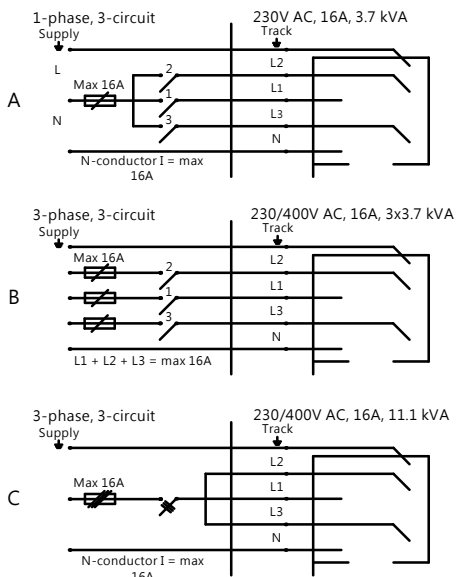 1-phase, 3-circuit
230V AC, 16A, 3.7 kVA
Supply
Track
L
L2
Max 16A
2
L1
A
1
N
L3
3
N
N-conductor I = max
16A
3-phase, 3-circuit
230/400V AC, 16A, 3x3.7 kVA
Supply
Track
Max 16A
L2
2
L1
B
1
L3
3
N
L1 + L2 + L3 = max 16A
3-phase, 3-circuit
230/400V AC, 16A, 11.1 kVA
Supply
Track
L2
Max 16A
L1
C
L3
N
N-conductor I = max
16A